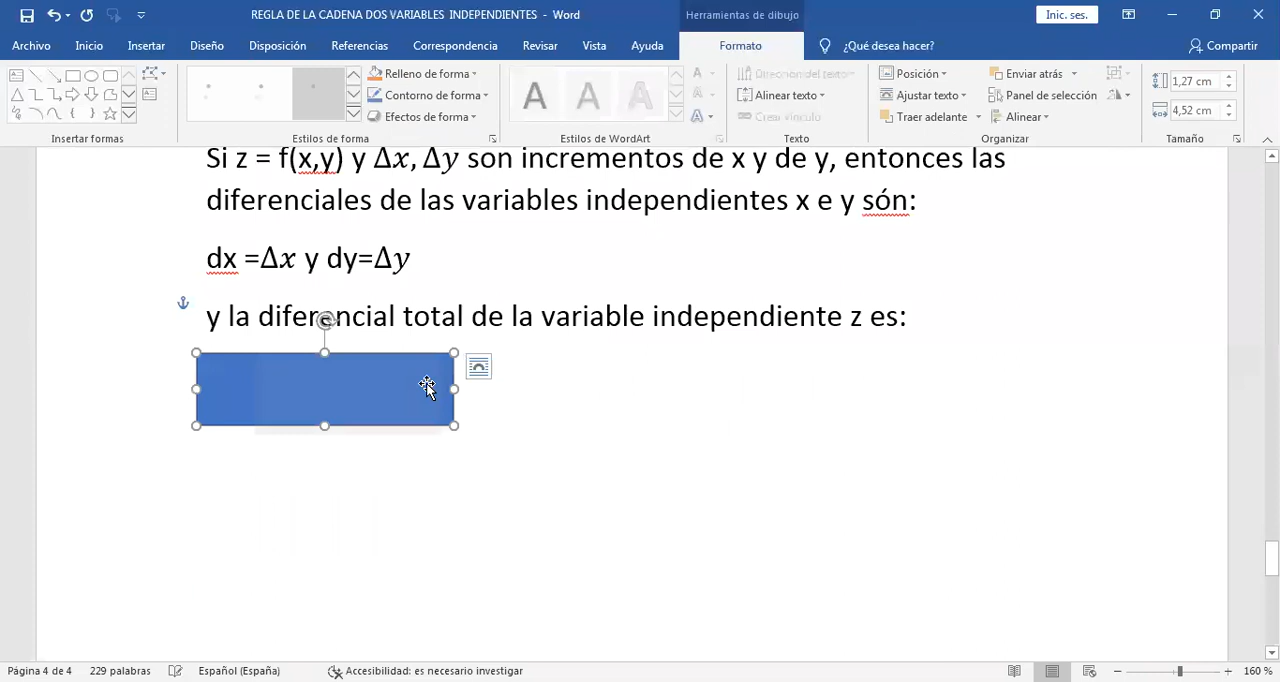 REGLA DE LA CADENA DOS VARIABLES INDEPENDIENTES - Word
Herramientas de dibujo
Inic. ses.
Archivo Inicio Insertar Diseño Disposición Referencias Correspondencia Revisar Vista Ayuda Formato ¿Qué desea hacer? Compartir
Relleno de forma
Contorno de forma
Efectos de forma
A A A
Dirección del texto
Alinear texto
Crear vínculo
Posición
Ajustar texto
Traer adelante
Enviar atrás
Panel de selección
Alinear
1,27 cm
4,52 cm
Insertar formas Estilos de forma Estilos de WordArt Texto Organizar Tamaño
Si z = f(x,y) y Δx, Δy son incrementos de x y de y, entonces las
diferenciales de las variables independientes x e y són:
dx =Δx y dy=Δy
y la diferencial total de la variable independiente z es:
Página 4 de 4 229 palabras Español (España) Accesibilidad: es necesario investigar 160 %